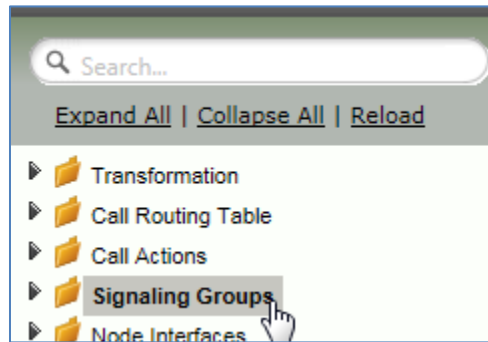 Search...
Expand All | Collapse All | Reload
Transformation
Call Routing Table
Call Actions
Signaling Groups
Node Interfaces